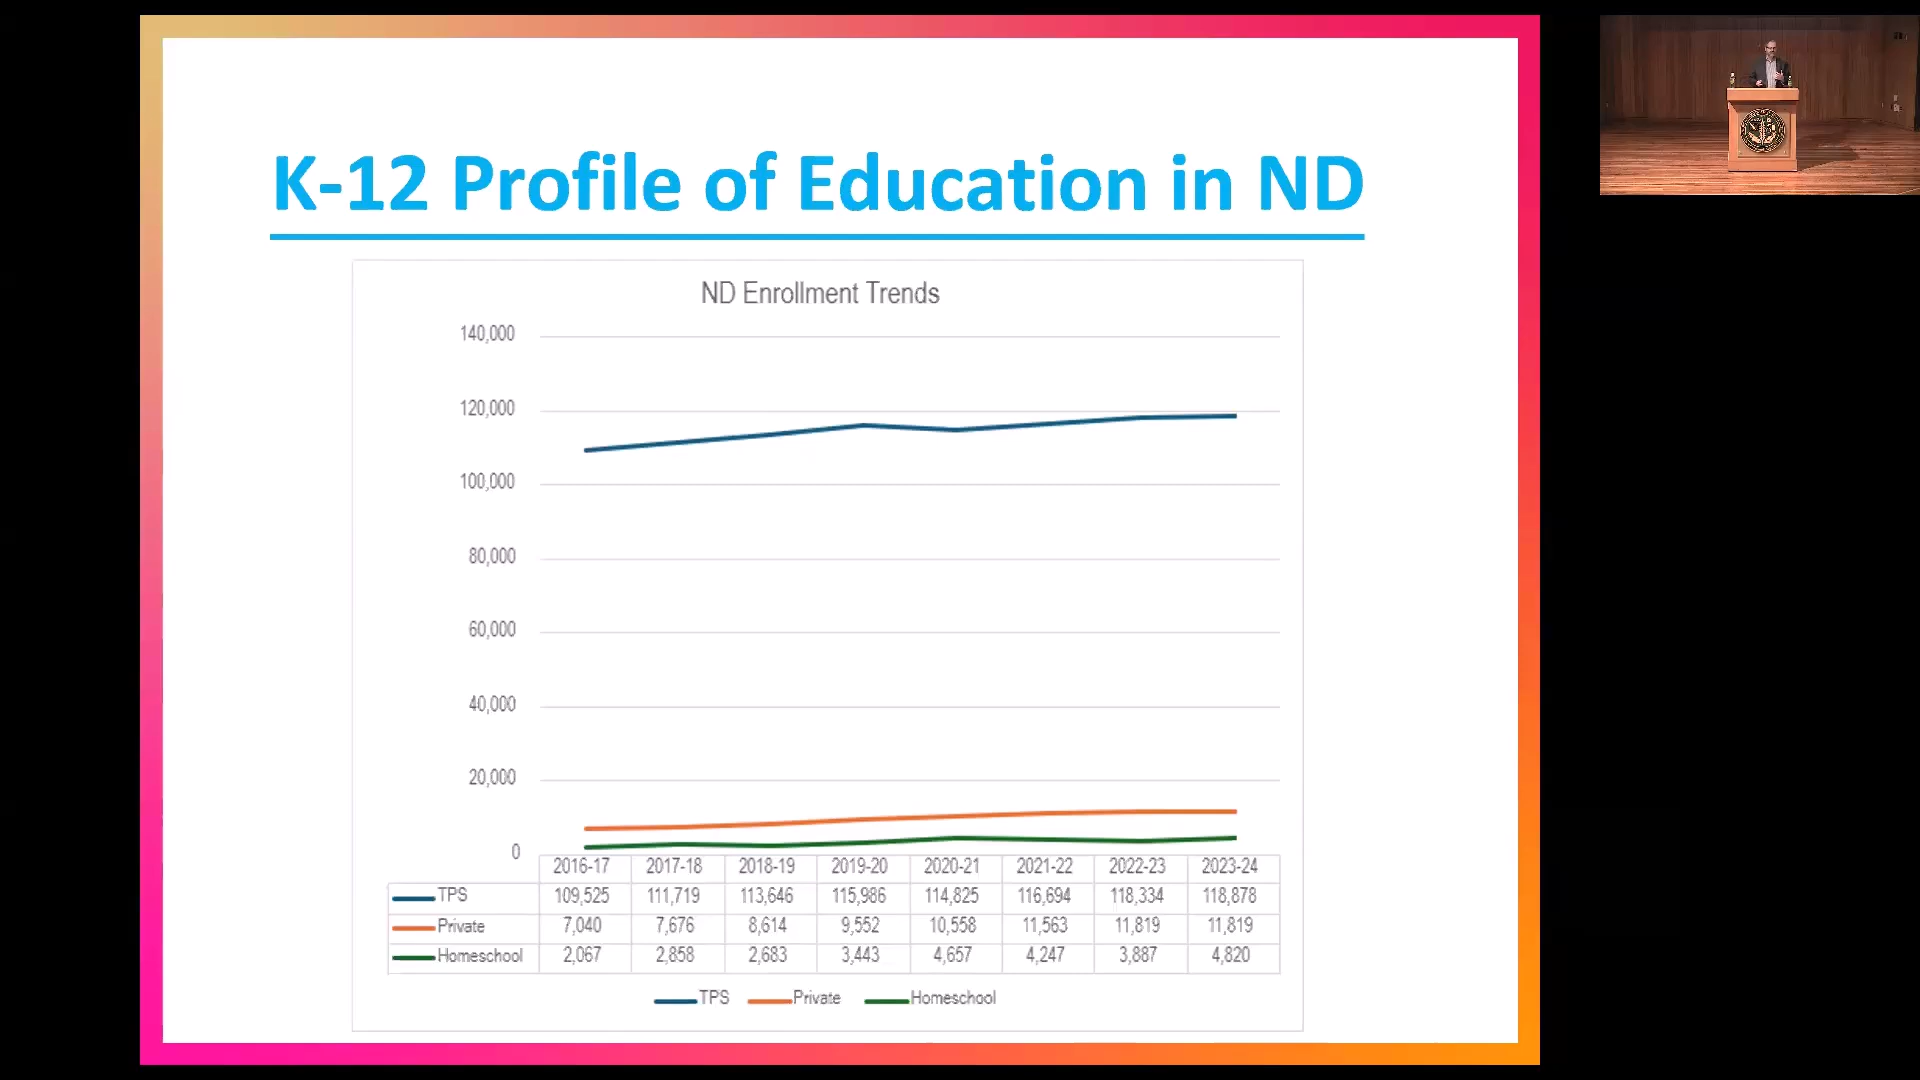 K-12 Profile of Education in ND
ND Enrollment Trends
140,000
120,000
100,000
80,000
60,000
40,000
20,000
0
2016-17 2017-18 2018-19 2019-20 2020-21 2021-22 2022-23 2023-24
TPS 109,525 111,719 113,646 115,986 114,825 116,694 118,334 118,878
Private 7,040 7,676 8,614 9,552 10,558 11,563 11,819 11,819
Homeschool 2,067 2,858 2,683 3,443 4,657 4,247 3,887 4,820
TPS Private Homeschool